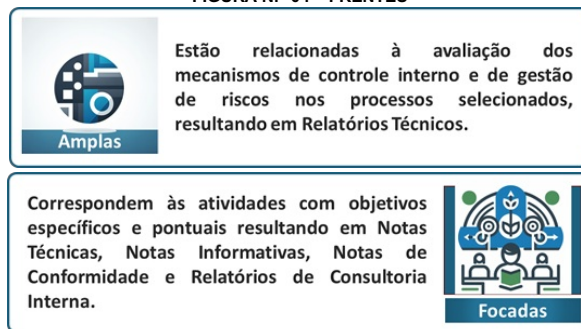 Estão relacionadas à avaliação dos
mecanismos de controle interno e de gestão
de riscos nos processos selecionados,
resultando em Relatórios Técnicos.
Amplas
Correspondem às atividades com objetivos
específicos e pontuais resultando em Notas
Técnicas, Notas Informativas, Notas de
Conformidade e Relatórios de Consultoria
Interna.
Focadas